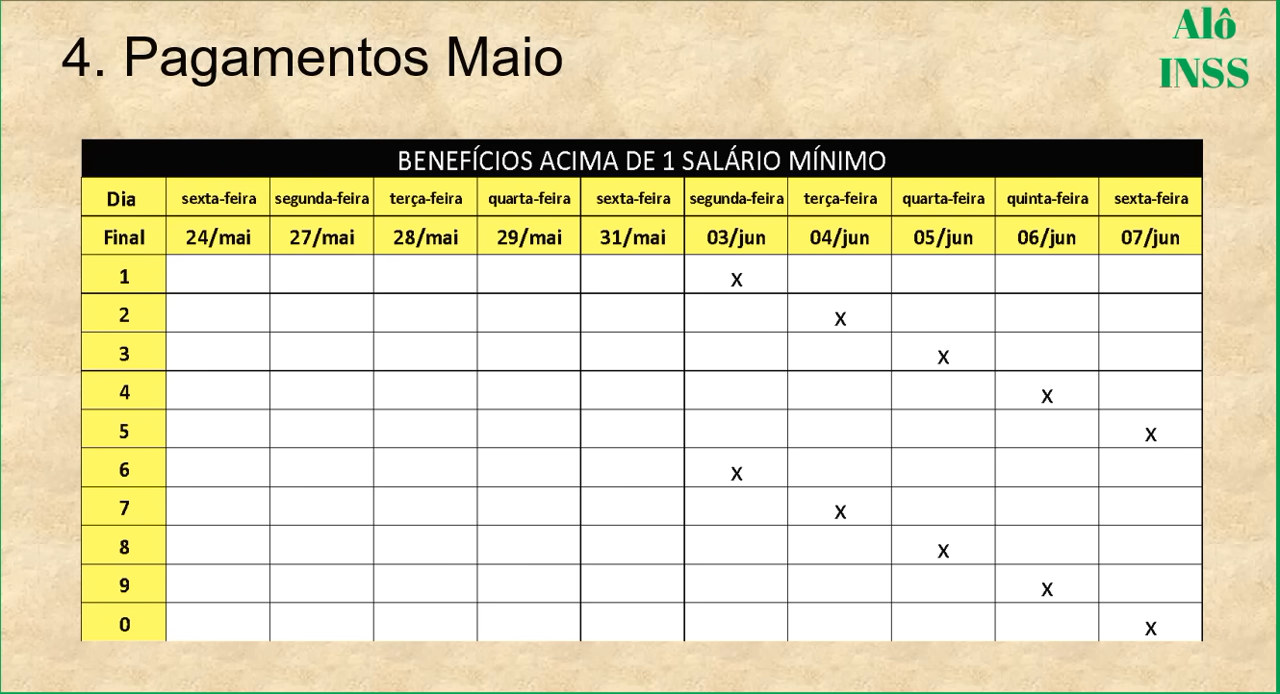 4. Pagamentos Maio
Alô
INSS
BENEFÍCIOS ACIMA DE 1 SALÁRIO MÍNIMO
Dia sexta-feira segunda-feira terça-feira quarta-feira sexta-feira segunda-feira terça-feira quarta-feira quinta-feira sexta-feira
Final 24/mai 27/mai 28/mai 29/mai 31/mai 03/jun 04/jun 05/jun 06/jun 07/jun
1 x
2 x
3 x
4 x
5 x
6 x
7 x
8 x
9 x
0 x